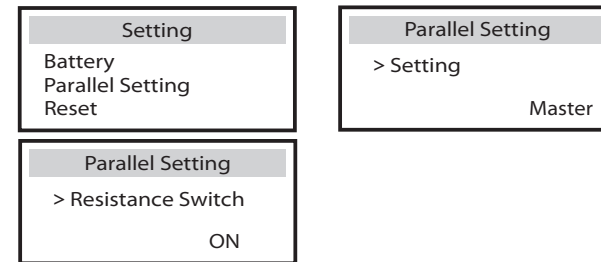 Setting
Battery
Parallel Setting
Reset
Parallel Setting
> Setting
Master
Parallel Setting
> Resistance Switch
ON